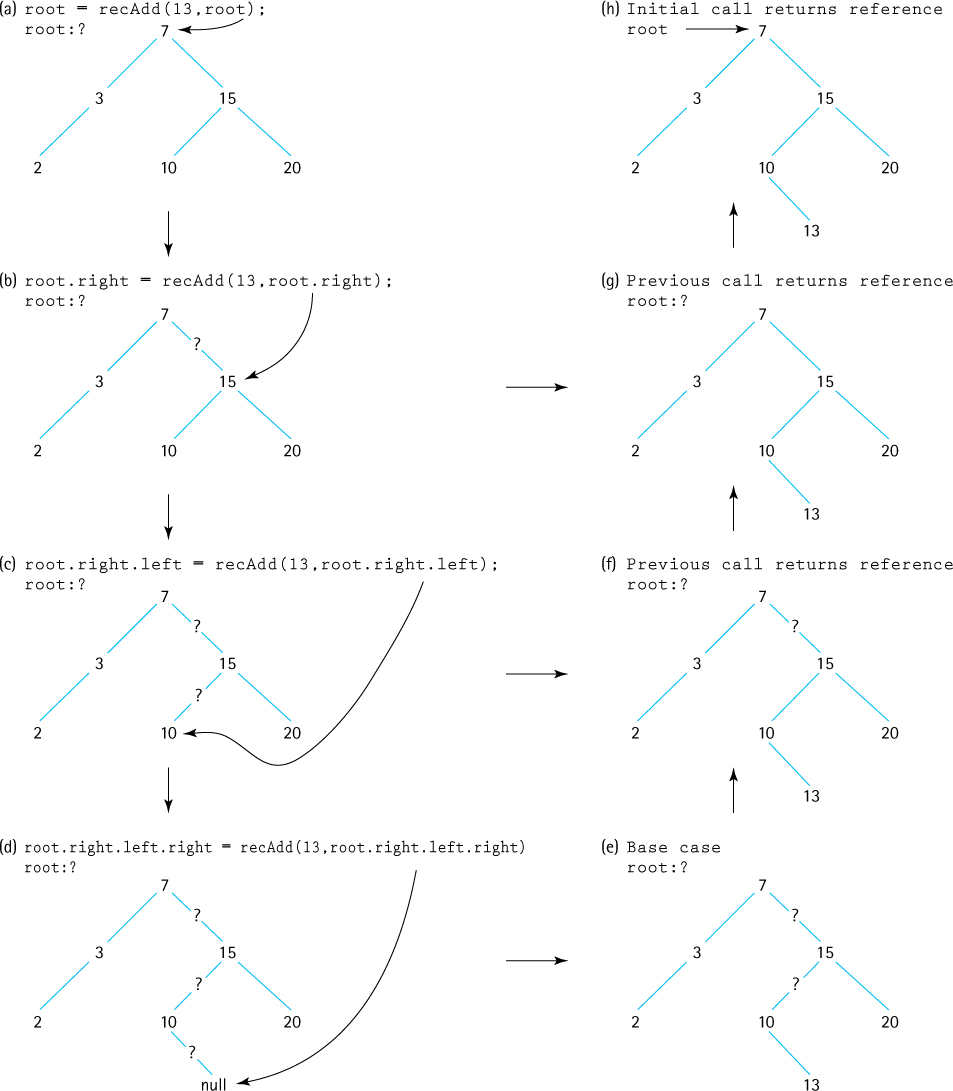 (a) root = recAdd(13,root);
root:?
7
3 15
2 10 20
(b) root.right = recAdd(13,root.right);
root:?
7
?
3 15
2 10 20
(c) root.right.left = recAdd(13,root.right.left);
root:?
7
?
3 15
?
2 10 20
(d) root.right.left.right = recAdd(13,root.right.left.right)
root:?
7
?
3 15
?
2 10 20
?
null
(h) Initial call returns reference
root 7
3 15
2 10 20
13
(g) Previous call returns reference
root:?
7
3 15
2 10 20
13
(f) Previous call returns reference
root:?
7
?
3 15
2 10 20
13
(e) Base case
root:?
7
?
3 15
?
2 10 20
13